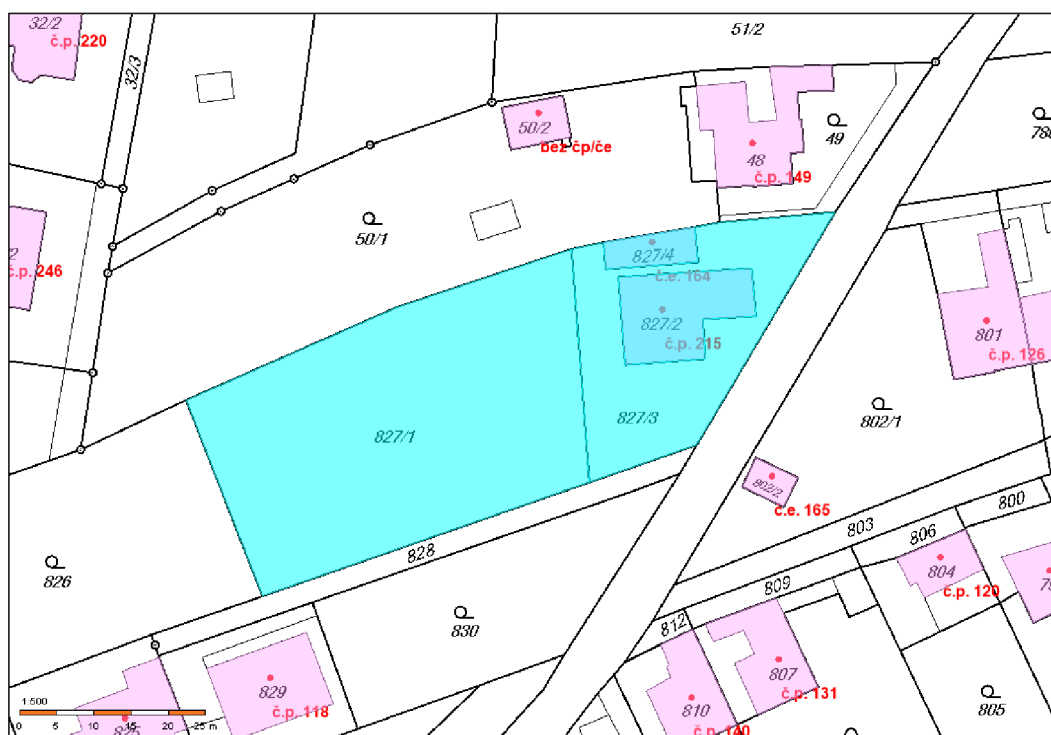 32/2
č.p. 220
32/3
51/2
50/2
bez čp/če
49
48
č.p. 149
50/1
č.p. 246
827/4
č.e. 164
827/2
č.p. 215
801
č.p. 126
827/1
827/3
802/1
802/2
č.e. 165
803
806
800
828
826
804
č.p. 120
809
812
830
807
č.p. 131
805
829
č.p. 118
810
č.p. 140
1:500
0 5 10 15 20 25 m